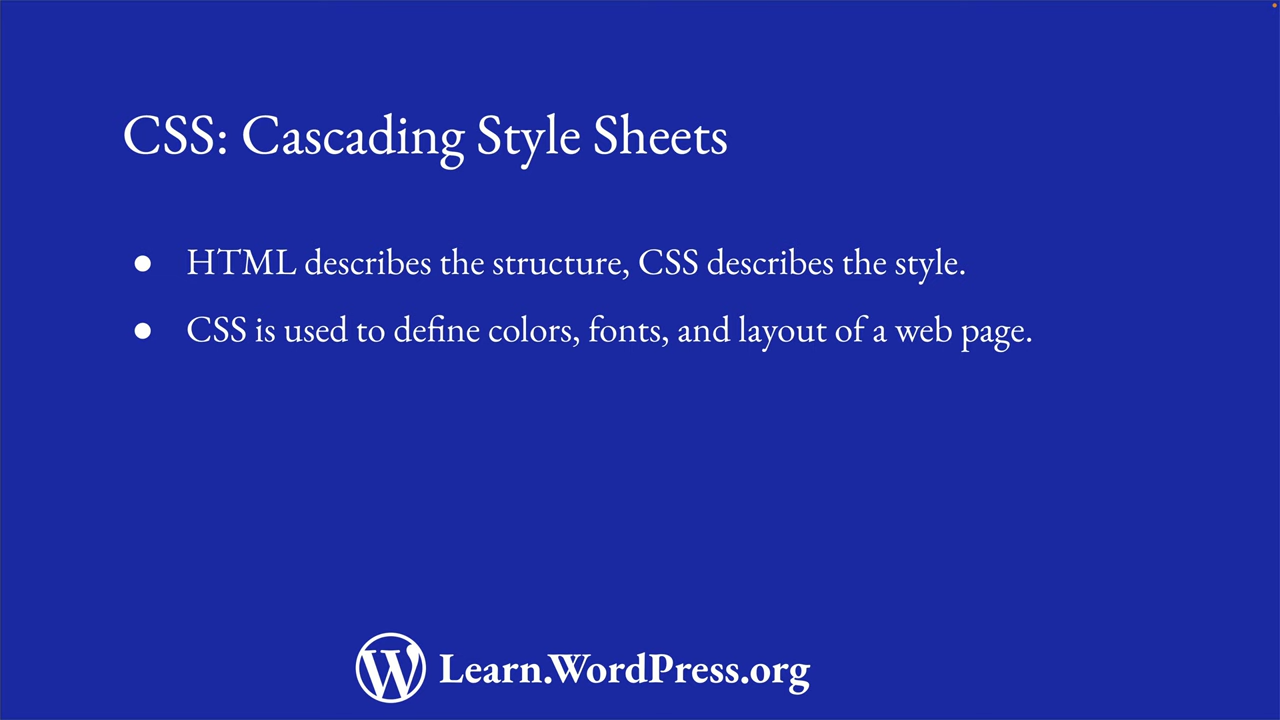 CSS: Cascading Style Sheets
● HTML describes the structure, CSS describes the style.
● CSS is used to define colors, fonts, and layout of a web page.
Learn.WordPress.org